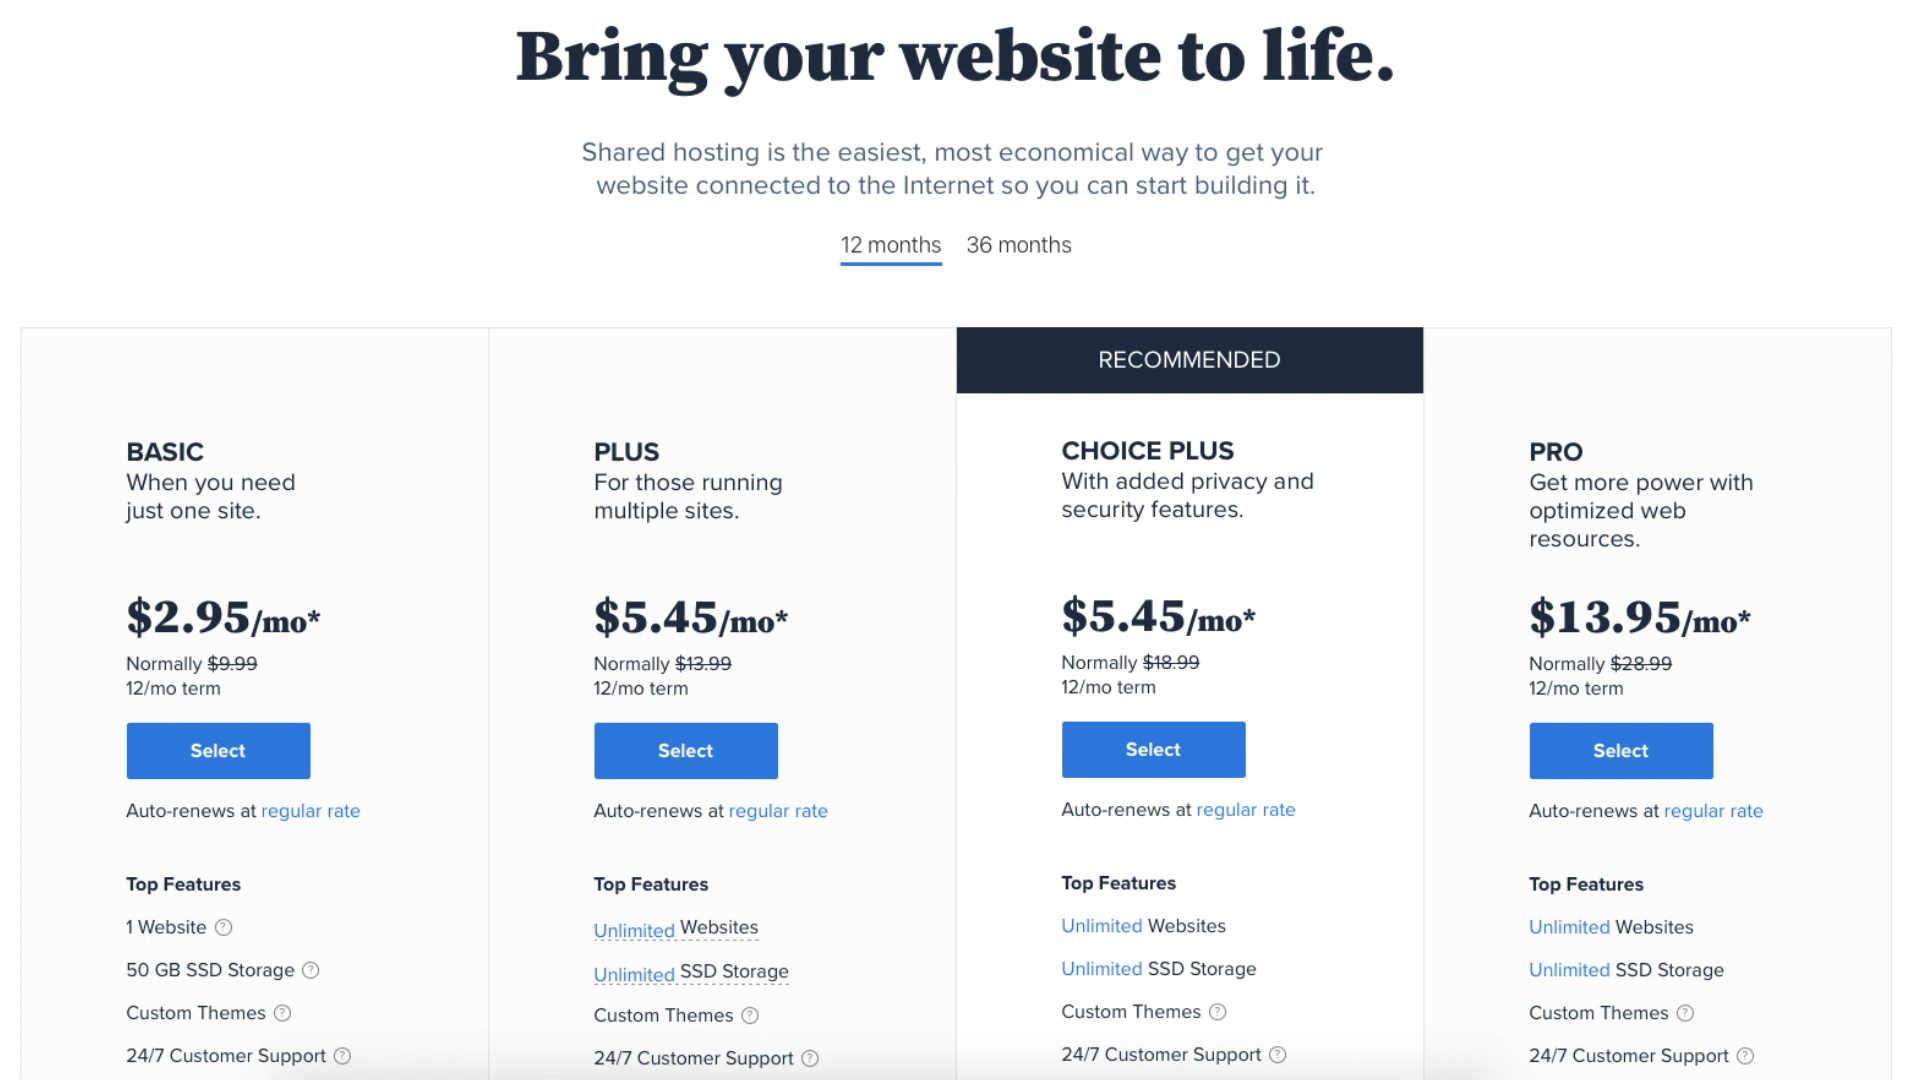 Bring your website to life.
Shared hosting is the easiest, most economical way to get your
website connected to the Internet so you can start building it.
12 months 36 months
BASIC
When you need
just one site.
$2.95/mo*
Normally $9.99
12/mo term
Select
Auto-renews at regular rate
Top Features
1 Website
50 GB SSD Storage
Custom Themes
24/7 Customer Support
PLUS
For those running
multiple sites.
$5.45/mo*
Normally $13.99
12/mo term
Select
Auto-renews at regular rate
Top Features
Unlimited Websites
Unlimited SSD Storage
Custom Themes
24/7 Customer Support
RECOMMENDED
CHOICE PLUS
With added privacy and
security features.
$5.45/mo*
Normally $18.99
12/mo term
Select
Auto-renews at regular rate
Top Features
Unlimited Websites
Unlimited SSD Storage
Custom Themes
24/7 Customer Support
PRO
Get more power with
optimized web
resources.
$13.95/mo*
Normally $28.99
12/mo term
Select
Auto-renews at regular rate
Top Features
Unlimited Websites
Unlimited SSD Storage
Custom Themes
24/7 Customer Support